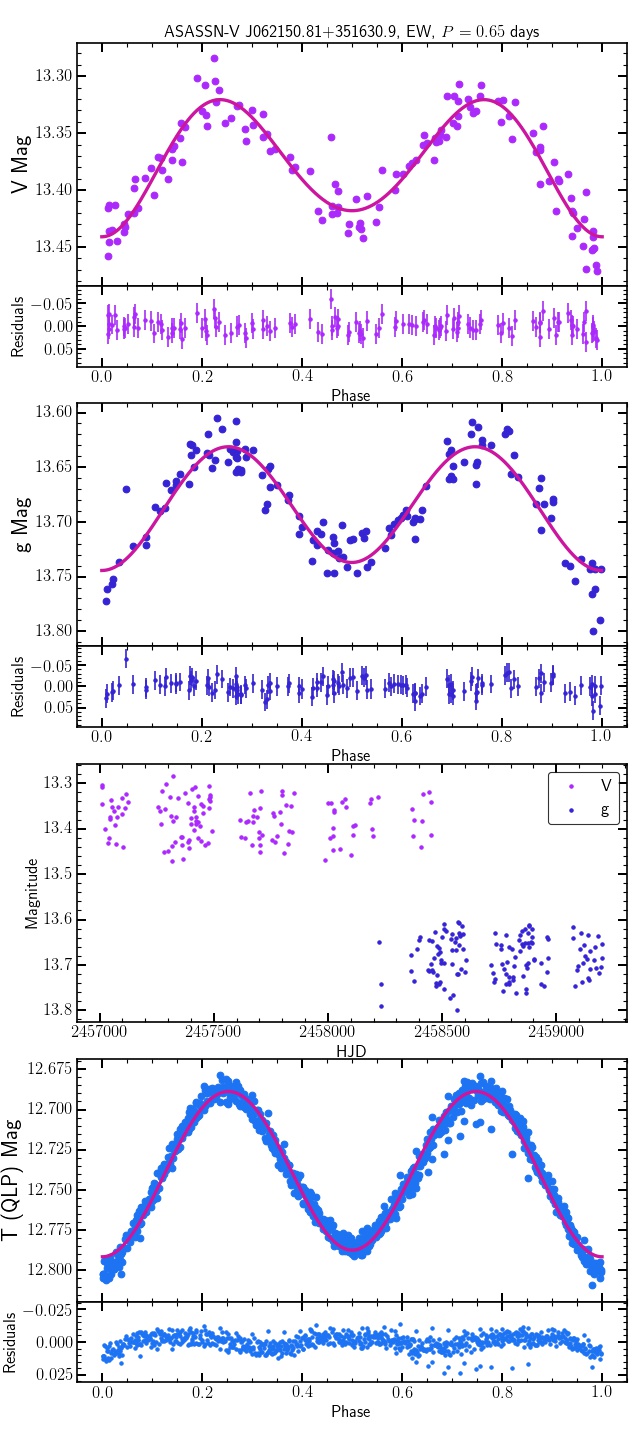 ASASSN-V J062150.81+351630.9, EW, P = 0.65 days
13.30
13.35
13.40
13.45
V Mag
−0.05
0.00
0.05
Residuals
0.0 0.2 0.4 0.6 0.8 1.0
Phase
13.60
13.65
13.70
13.75
13.80
g Mag
−0.05
0.00
0.05
Residuals
0.0 0.2 0.4 0.6 0.8 1.0
Phase
13.3
13.4
13.5
13.6
13.7
13.8
Magnitude
V
g
2457000 2457500 2458000 2458500 2459000
HJD
12.675
12.700
12.725
12.750
12.775
12.800
T (QLP) Mag
−0.025
0.000
0.025
Residuals
0.0 0.2 0.4 0.6 0.8 1.0
Phase